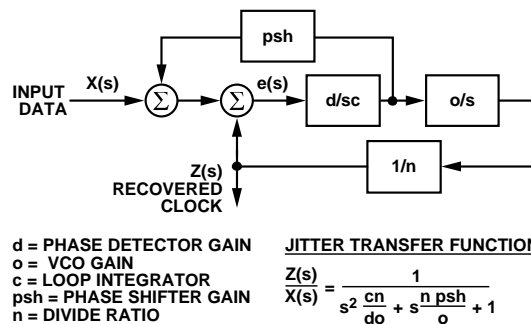 psh
INPUT
DATA
X(s)
Σ
Σ
e(s)
d/sc
o/s
1/n
Z(s)
RECOVERED
CLOCK
d = PHASE DETECTOR GAIN
o = VCO GAIN
c = LOOP INTEGRATOR
psh = PHASE SHIFTER GAIN
n = DIVIDE RATIO
JITTER TRANSFER FUNCTION
Z(s)/X(s) = 1/(s² cn/do + s n psh/o + 1)